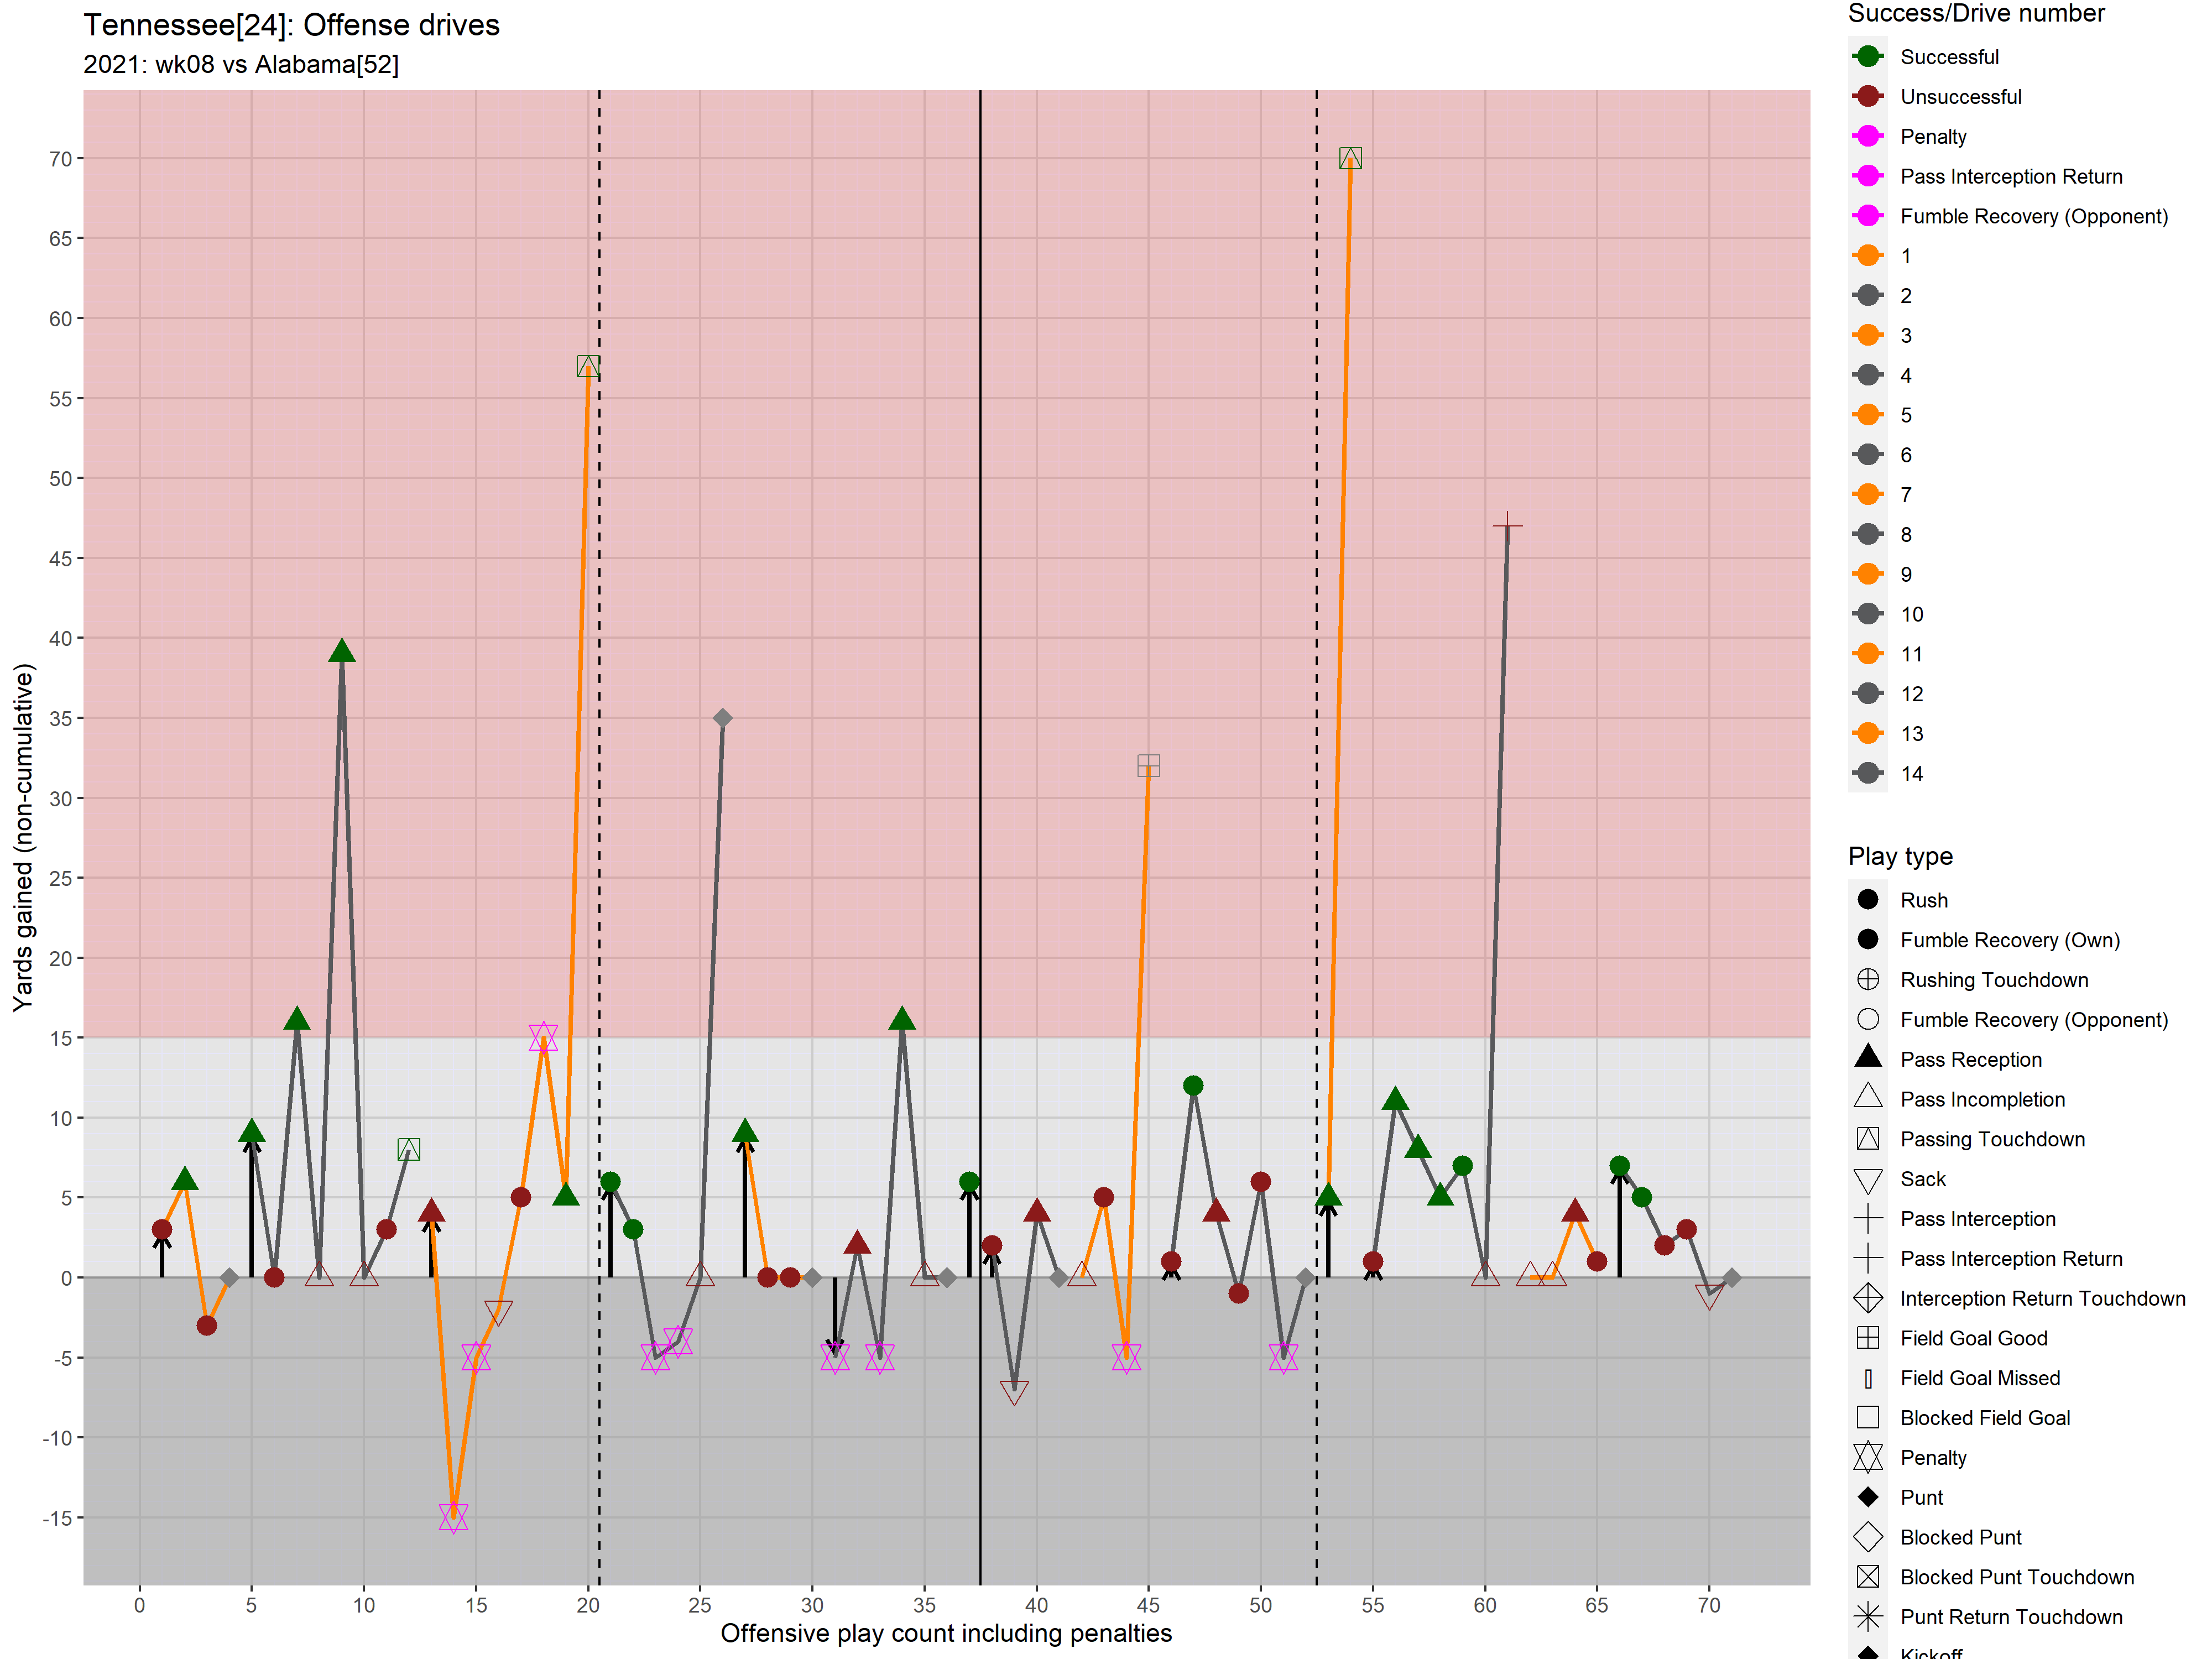 Tennessee[24]: Offense drives
2021: wk08 vs Alabama[52]
Yards gained (non-cumulative)
70
65
60
55
50
45
40
35
30
25
20
15
10
5
0
-5
-10
-15
0 5 10 15 20 25 30 35 40 45 50 55 60 65 70
Offensive play count including penalties
Success/Drive number
Successful
Unsuccessful
Penalty
Pass Interception Return
Fumble Recovery (Opponent)
1
2
3
4
5
6
7
8
9
10
11
12
13
14
Play type
Rush
Fumble Recovery (Own)
Rushing Touchdown
Fumble Recovery (Opponent)
Pass Reception
Pass Incompletion
Passing Touchdown
Sack
Pass Interception
Pass Interception Return
Interception Return Touchdown
Field Goal Good
Field Goal Missed
Blocked Field Goal
Penalty
Punt
Blocked Punt
Blocked Punt Touchdown
Punt Return Touchdown
Kickoff